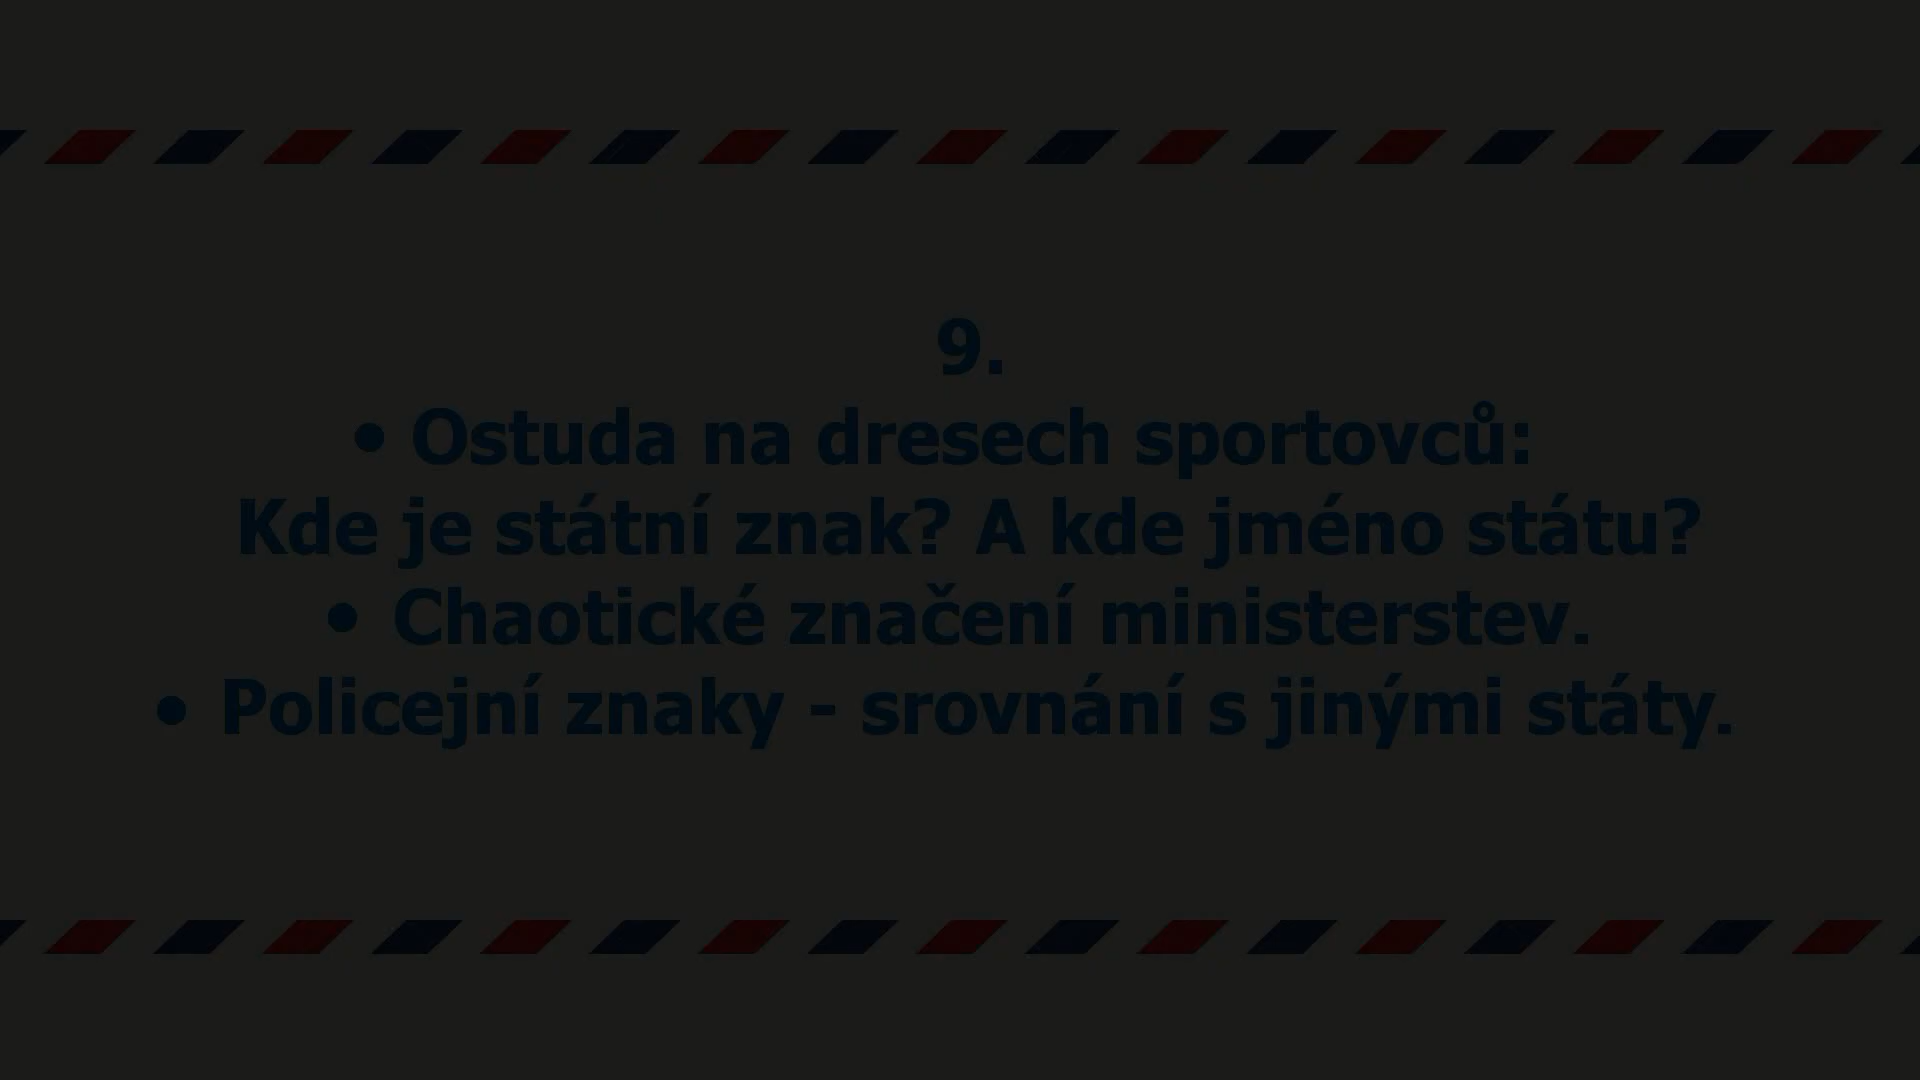 9.
• Ostuda na dresech sportovců:
Kde je státní znak? A kde jméno státu?
• Chaotické značení ministerstev.
• Policejní znaky - srovnání s jinými státy.